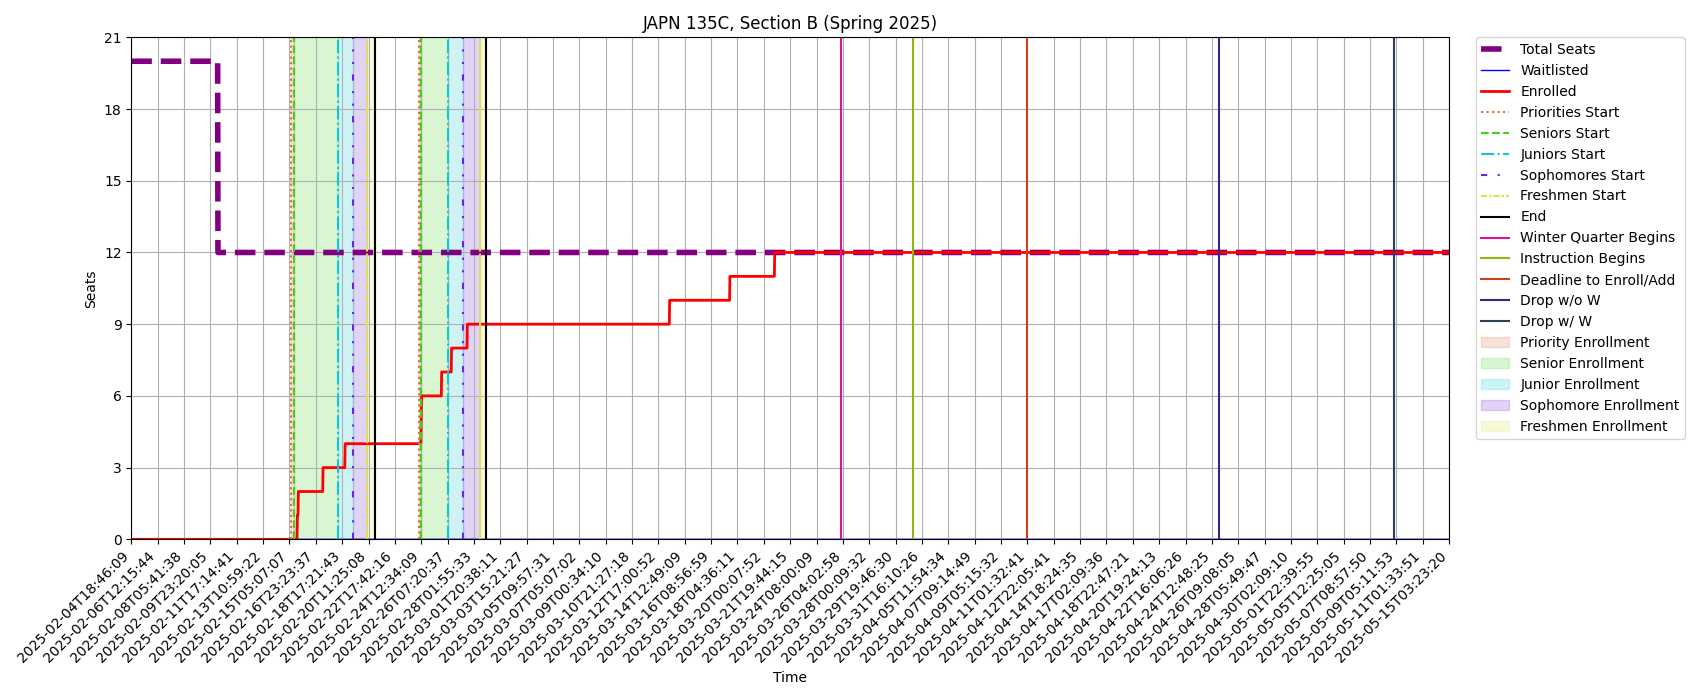 JAPN 135C, Section B (Spring 2025)
21
18
15
12
9
6
3
0
Seats
2025-02-04T18:46:09
2025-02-06T12:15:44
2025-02-08T05:41:38
2025-02-09T23:20:05
2025-02-11T17:14:41
2025-02-13T10:59:22
2025-02-15T05:07:07
2025-02-16T23:23:37
2025-02-18T17:21:43
2025-02-20T11:25:08
2025-02-22T17:42:16
2025-02-24T12:34:09
2025-02-26T07:20:37
2025-02-28T01:55:33
2025-03-01T20:38:11
2025-03-03T15:21:27
2025-03-05T09:57:31
2025-03-07T05:07:02
2025-03-09T00:34:10
2025-03-10T21:27:18
2025-03-12T17:00:52
2025-03-14T12:49:09
2025-03-16T08:56:59
2025-03-18T04:36:11
2025-03-20T00:07:52
2025-03-21T19:44:15
2025-03-24T08:00:09
2025-03-26T04:02:58
2025-03-28T00:09:32
2025-03-29T19:46:30
2025-03-31T16:10:26
2025-04-05T11:54:34
2025-04-07T09:14:49
2025-04-09T05:15:32
2025-04-11T01:32:41
2025-04-12T22:05:41
2025-04-14T18:24:35
2025-04-17T02:09:36
2025-04-18T22:47:21
2025-04-20T19:24:13
2025-04-22T16:06:26
2025-04-24T12:48:25
2025-04-26T09:08:05
2025-04-28T05:49:47
2025-04-30T02:09:10
2025-05-01T22:39:55
2025-05-05T12:25:05
2025-05-07T08:57:50
2025-05-09T05:11:53
2025-05-11T01:33:51
2025-05-15T03:23:20
Time
Total Seats
Waitlisted
Enrolled
Priorities Start
Seniors Start
Juniors Start
Sophomores Start
Freshmen Start
End
Winter Quarter Begins
Instruction Begins
Deadline to Enroll/Add
Drop w/o W
Drop w/ W
Priority Enrollment
Senior Enrollment
Junior Enrollment
Sophomore Enrollment
Freshmen Enrollment